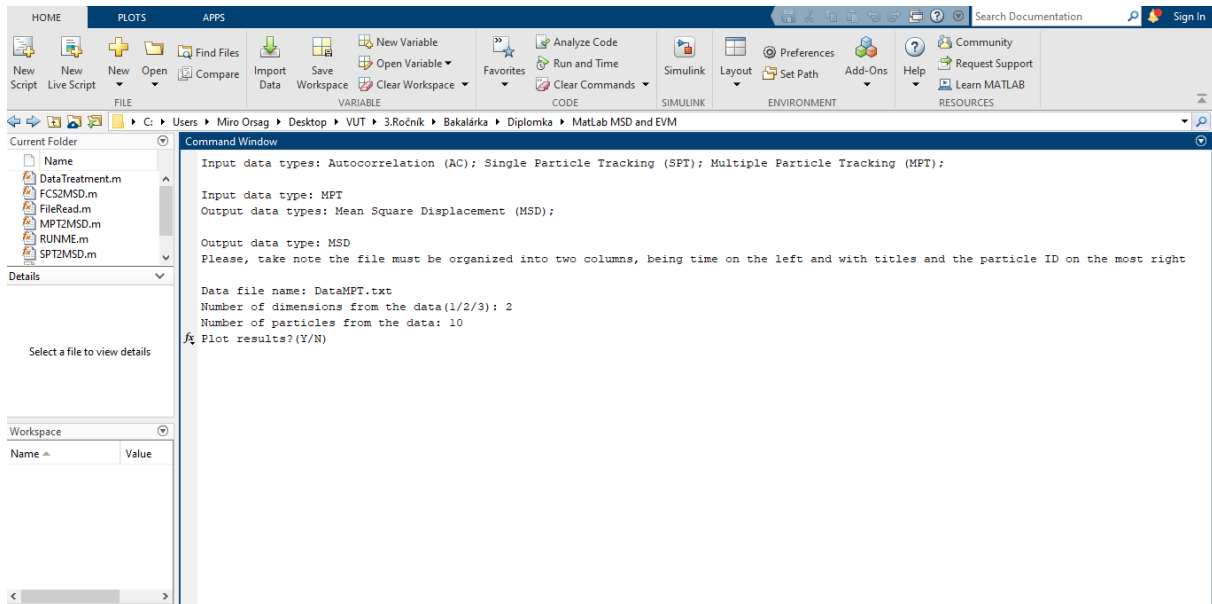 HOME PLOTS APPS
Search Documentation Sign In
New Script
New Live Script
New
Open
Find Files
Compare
FILE
Import Data
Save Workspace
New Variable
Open Variable
Clear Workspace
VARIABLE
Favorites
Analyze Code
Run and Time
Clear Commands
CODE
Simulink
SIMULINK
Layout
Preferences
Set Path
Add-Ons
ENVIRONMENT
Help
Community
Request Support
Learn MATLAB
RESOURCES
C: Users Miro Orsag Desktop VUT 3.Ročník Bakalárka Diplomka MatLab MSD and EVM
Current Folder
Name
DataTreatment.m
FCS2MSD.m
FileRead.m
MPT2MSD.m
RUNME.m
SPT2MSD.m
Details
Select a file to view details
Workspace
Name Value
Command Window
Input data types: Autocorrelation (AC); Single Particle Tracking (SPT); Multiple Particle Tracking (MPT);
Input data type: MPT
Output data types: Mean Square Displacement (MSD);
Output data type: MSD
Please, take note the file must be organized into two columns, being time on the left and with titles and the particle ID on the most right
Data file name: DataMPT.txt
Number of dimensions from the data(1/2/3): 2
Number of particles from the data: 10
fx Plot results?(Y/N)